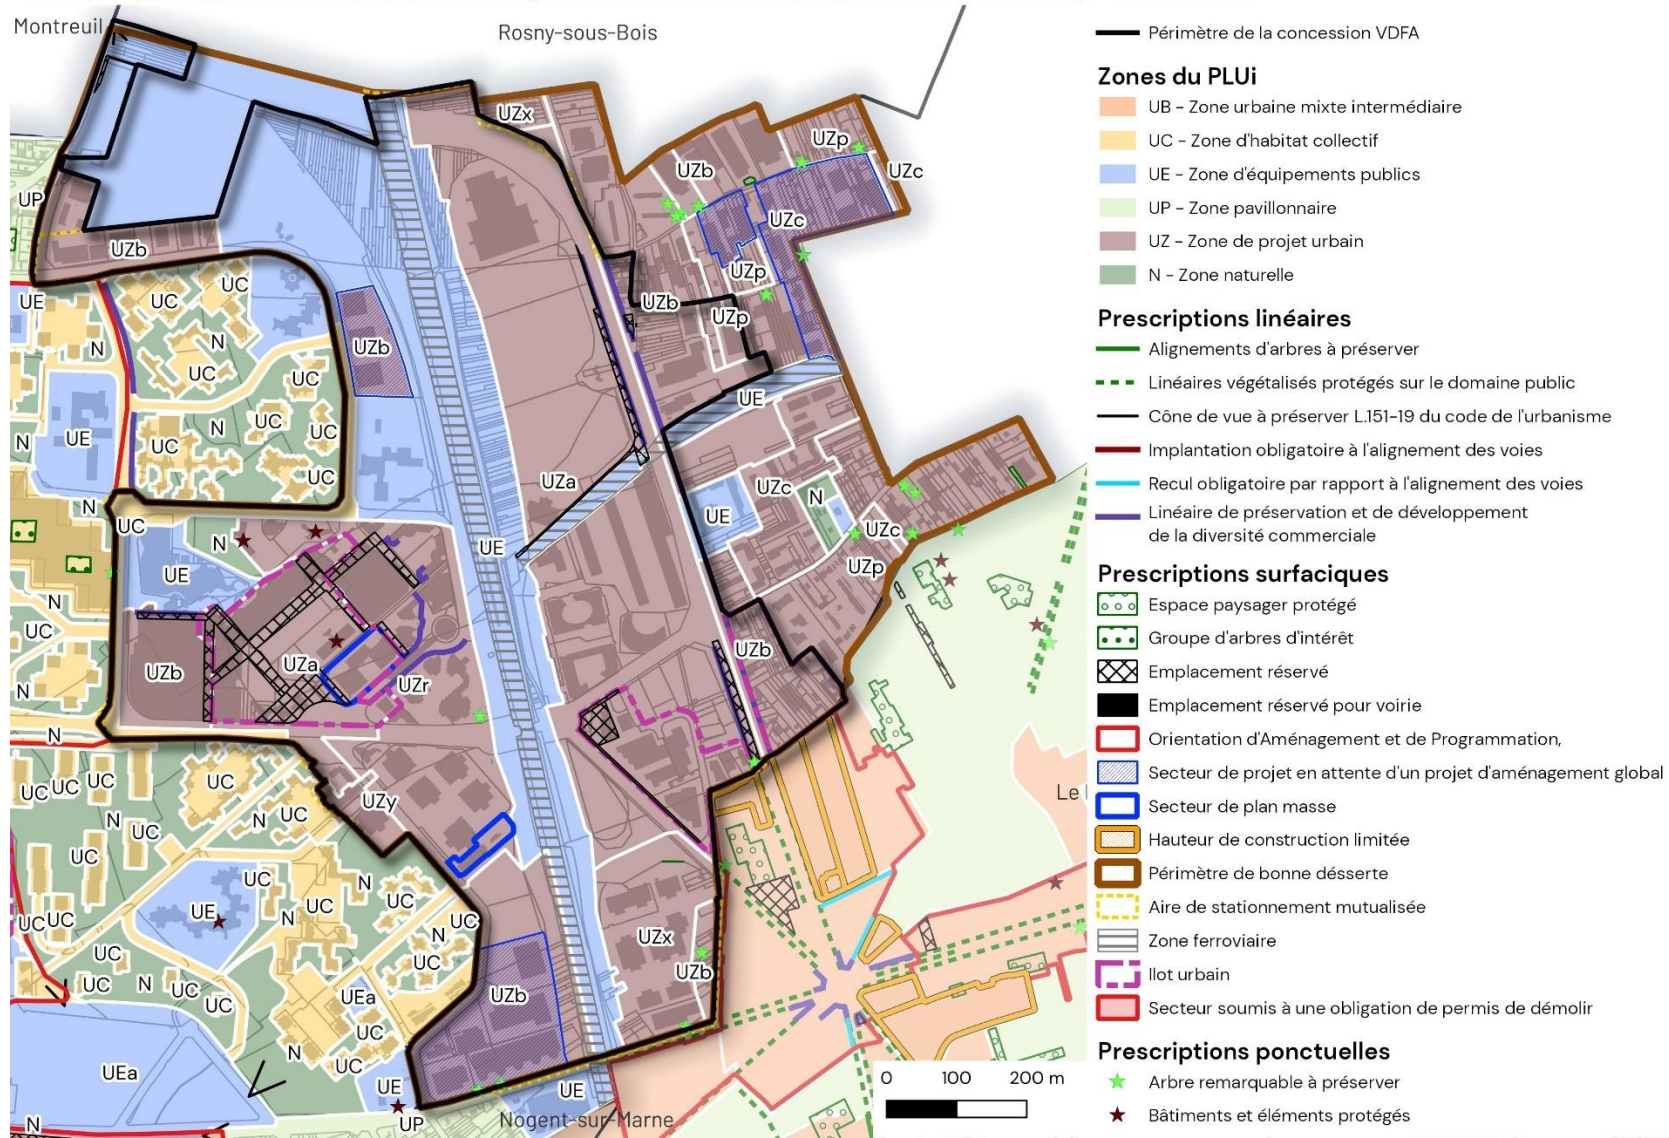 Montreuil
Rosny-sous-Bois
UZx
UZp
UZb
UZc
UP
UZc
UZb
UZp
UC
UC
UE
UZb
UZp
N
N
UZb
UC
UC
UE
UC
N
UC
UE
N
UC
UC
UZa
UZc
N
N
UC
UE
UE
UZc
N
UE
UZp
N
UC
UZb
UZb
UZa
UZr
N
N
UC
UC
UC
UC
UZy
N
UC
Le
UC
UC
UC
N
UE
UC
UC
UC
UC
N
UC
N
UZx
UC
UC
UZb
UC
N
UC
UC
UEa
UZb
UC
N
UC
UEa
UE
UE
N
UP
Nogent-sur-Marne
0 100 200 m
Périmètre de la concession VDFA
Zones du PLUi
UB - Zone urbaine mixte intermédiaire
UC - Zone d'habitat collectif
UE - Zone d'équipements publics
UP - Zone pavillonnaire
UZ - Zone de projet urbain
N - Zone naturelle
Prescriptions linéaires
Alignements d'arbres à préserver
Linéaires végétalisés protégés sur le domaine public
Cône de vue à préserver L.151-19 du code de l'urbanisme
Implantation obligatoire à l'alignement des voies
Recul obligatoire par rapport à l'alignement des voies
Linéaire de préservation et de développement
de la diversité commerciale
Prescriptions surfaciques
Espace paysager protégé
Groupe d'arbres d'intérêt
Emplacement réservé
Emplacement réservé pour voirie
Orientation d'Aménagement et de Programmation,
Secteur de projet en attente d'un projet d'aménagement global
Secteur de plan masse
Hauteur de construction limitée
Périmètre de bonne désserte
Aire de stationnement mutualisée
Zone ferroviaire
Ilot urbain
Secteur soumis à une obligation de permis de démolir
Prescriptions ponctuelles
Arbre remarquable à préserver
Bâtiments et éléments protégés